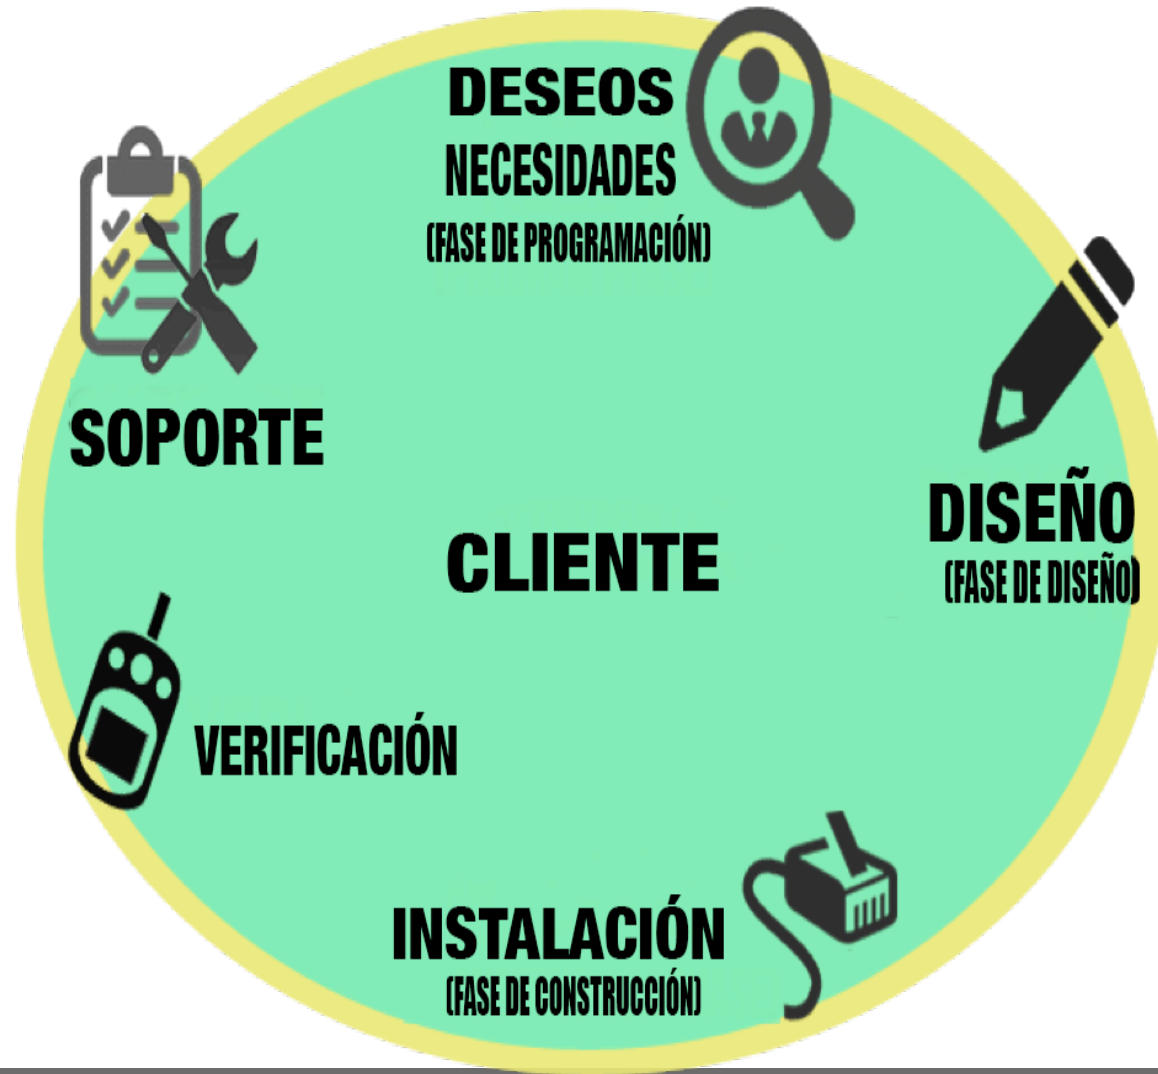 DESEOS
NECESIDADES
(FASE DE PROGRAMACIÓN)
SOPORTE
DISEÑO
(FASE DE DISEÑO)
CLIENTE
VERIFICACIÓN
INSTALACIÓN
(FASE DE CONSTRUCCIÓN)